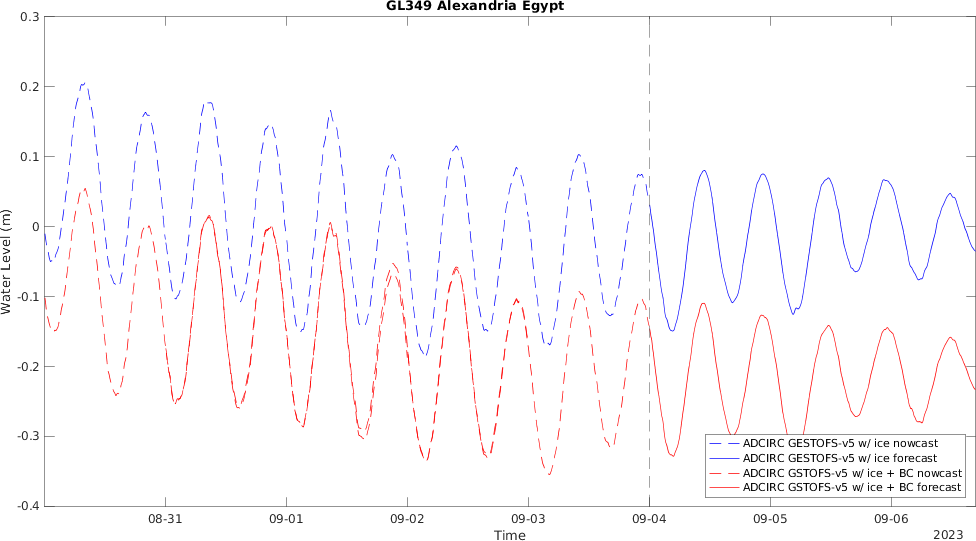 GL349 Alexandria Egypt
0.3
0.2
0.1
0
-0.1
-0.2
-0.3
-0.4
Water Level (m)
ADCIRC GESTOFS-v5 w/ ice nowcast
ADCIRC GESTOFS-v5 w/ ice forecast
ADCIRC GSTOFS-v5 w/ ice + BC nowcast
ADCIRC GSTOFS-v5 w/ ice + BC forecast
08-31 09-01 09-02 09-03 09-04 09-05 09-06
Time
2023